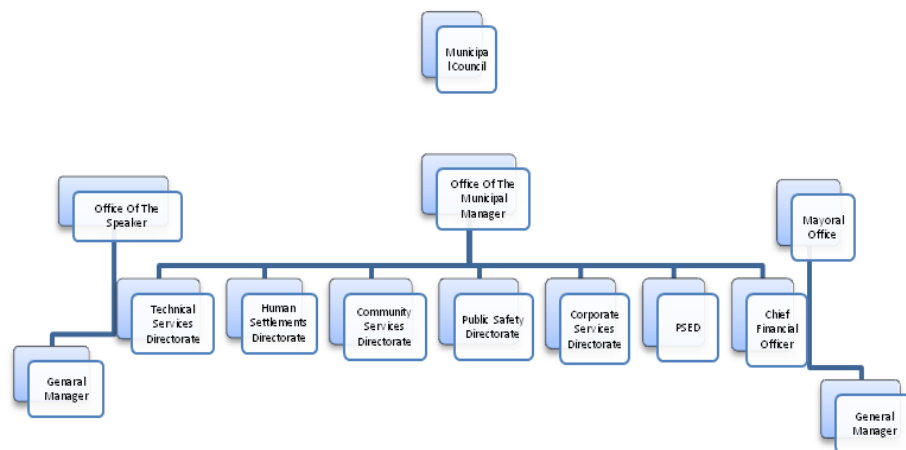 Municipa
l Council
Office Of The
Speaker
Office Of The
Municipal
Manager
Mayoral
Office
Technical
Services
Directorate
Human
Settlements
Directorate
Community
Services
Directorate
Public Safety
Directorate
Corporate
Services
Directorate
PSED
Chief
Financial
Officer
Genaral
Manager
General
Manager